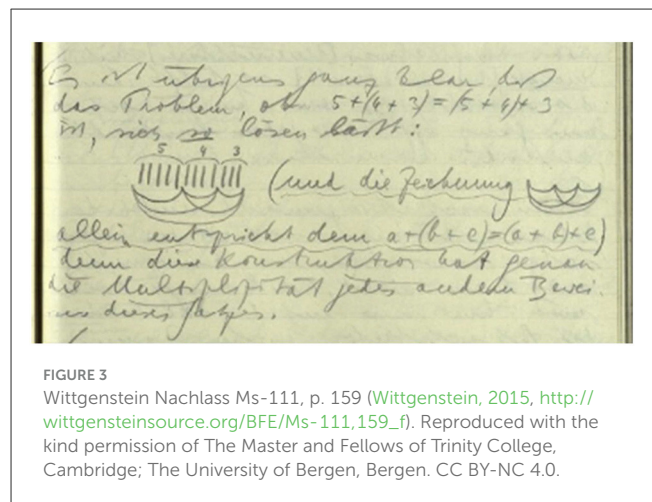 Es ist übrigens ganz klar, daß
das Problem, ob 5+(4+3)=(5+4)+3
ist, sich so lösen läßt:
5 4 3
(und die Zeichnung
allein entspricht dem a+(b+c)=(a+b)+c)
denn diese Konstruktion hat genau
die Multiplizität jedes andern Bewei-
ses dieses Satzes.
FIGURE 3
Wittgenstein Nachlass Ms-111, p. 159 (Wittgenstein, 2015, http://
wittgensteinsource.org/BFE/Ms-111,159_f). Reproduced with the
kind permission of The Master and Fellows of Trinity College,
Cambridge; The University of Bergen, Bergen. CC BY-NC 4.0.